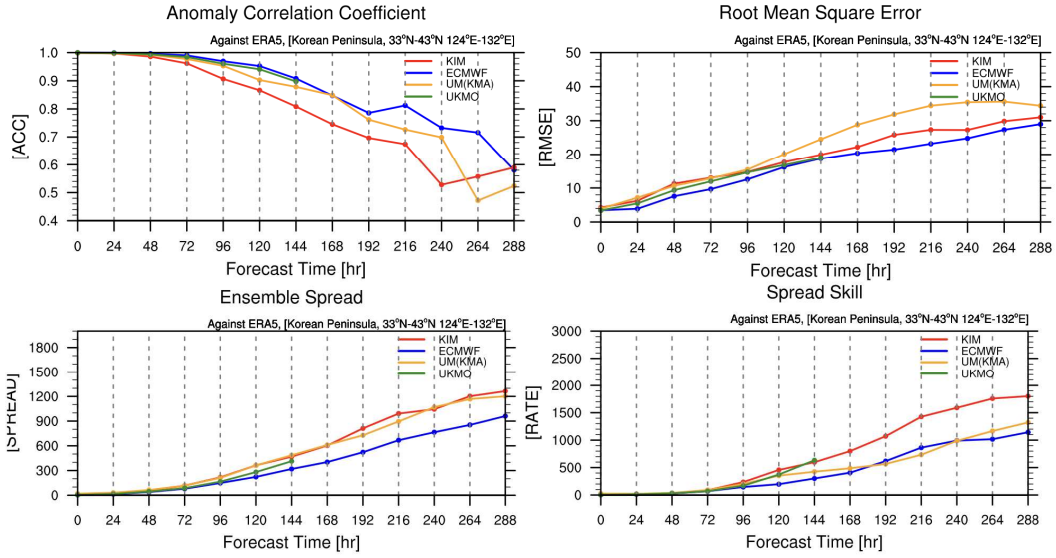 Anomaly Correlation Coefficient
Against ERA5, [Korean Peninsula, 33°N-43°N 124°E-132°E]
[ACC]
1.0
0.9
0.8
0.7
0.6
0.5
0.4
KIM
ECMWF
UM(KMA)
UKMO
0 24 48 72 96 120 144 168 192 216 240 264 288
Forecast Time [hr]
Root Mean Square Error
Against ERA5, [Korean Peninsula, 33°N-43°N 124°E-132°E]
[RMSE]
50
40
30
20
10
0
KIM
ECMWF
UM(KMA)
UKMO
0 24 48 72 96 120 144 168 192 216 240 264 288
Forecast Time [hr]
Ensemble Spread
Against ERA5, [Korean Peninsula, 33°N-43°N 124°E-132°E]
[SPREAD]
1800
1500
1200
900
600
300
0
KIM
ECMWF
UM(KMA)
UKMO
0 24 48 72 96 120 144 168 192 216 240 264 288
Forecast Time [hr]
Spread Skill
Against ERA5, [Korean Peninsula, 33°N-43°N 124°E-132°E]
[RATE]
3000
2500
2000
1500
1000
500
0
KIM
ECMWF
UM(KMA)
UKMO
0 24 48 72 96 120 144 168 192 216 240 264 288
Forecast Time [hr]